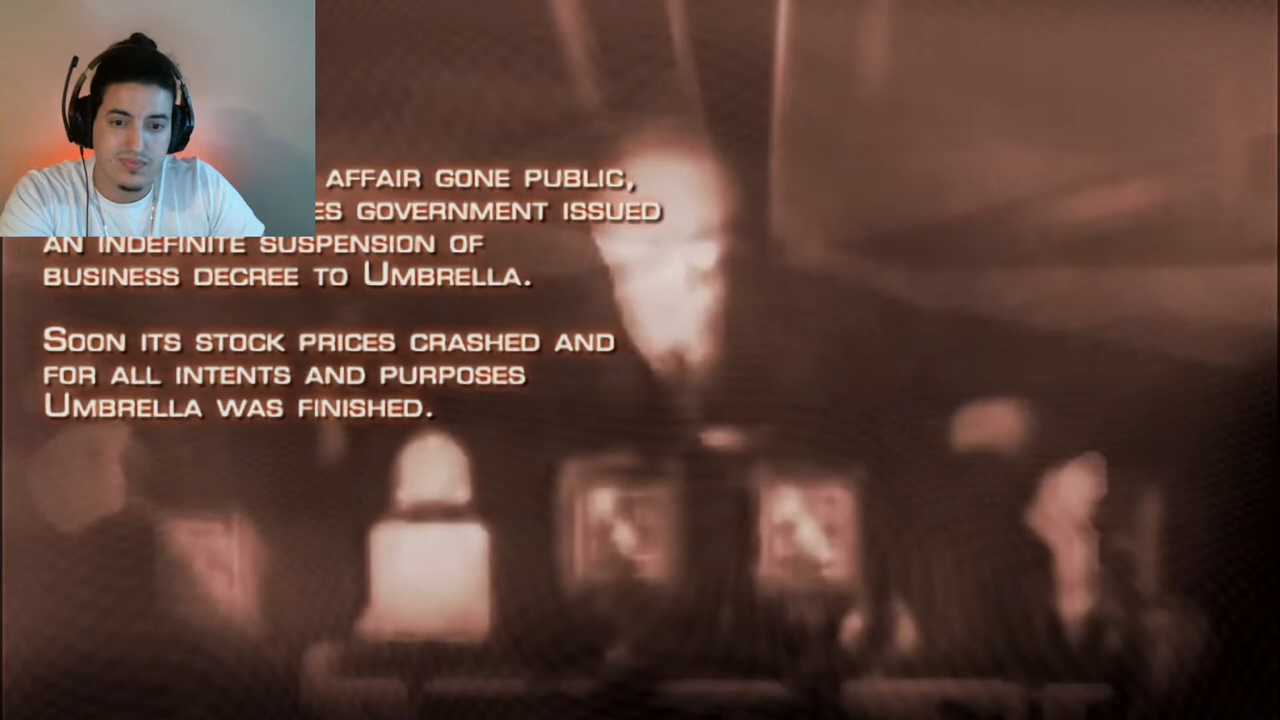 AFFAIR GONE PUBLIC,
ES GOVERNMENT ISSUED
AN INDEFINITE SUSPENSION OF
BUSINESS DECREE TO UMBRELLA.
SOON ITS STOCK PRICES CRASHED AND
FOR ALL INTENTS AND PURPOSES
UMBRELLA WAS FINISHED.